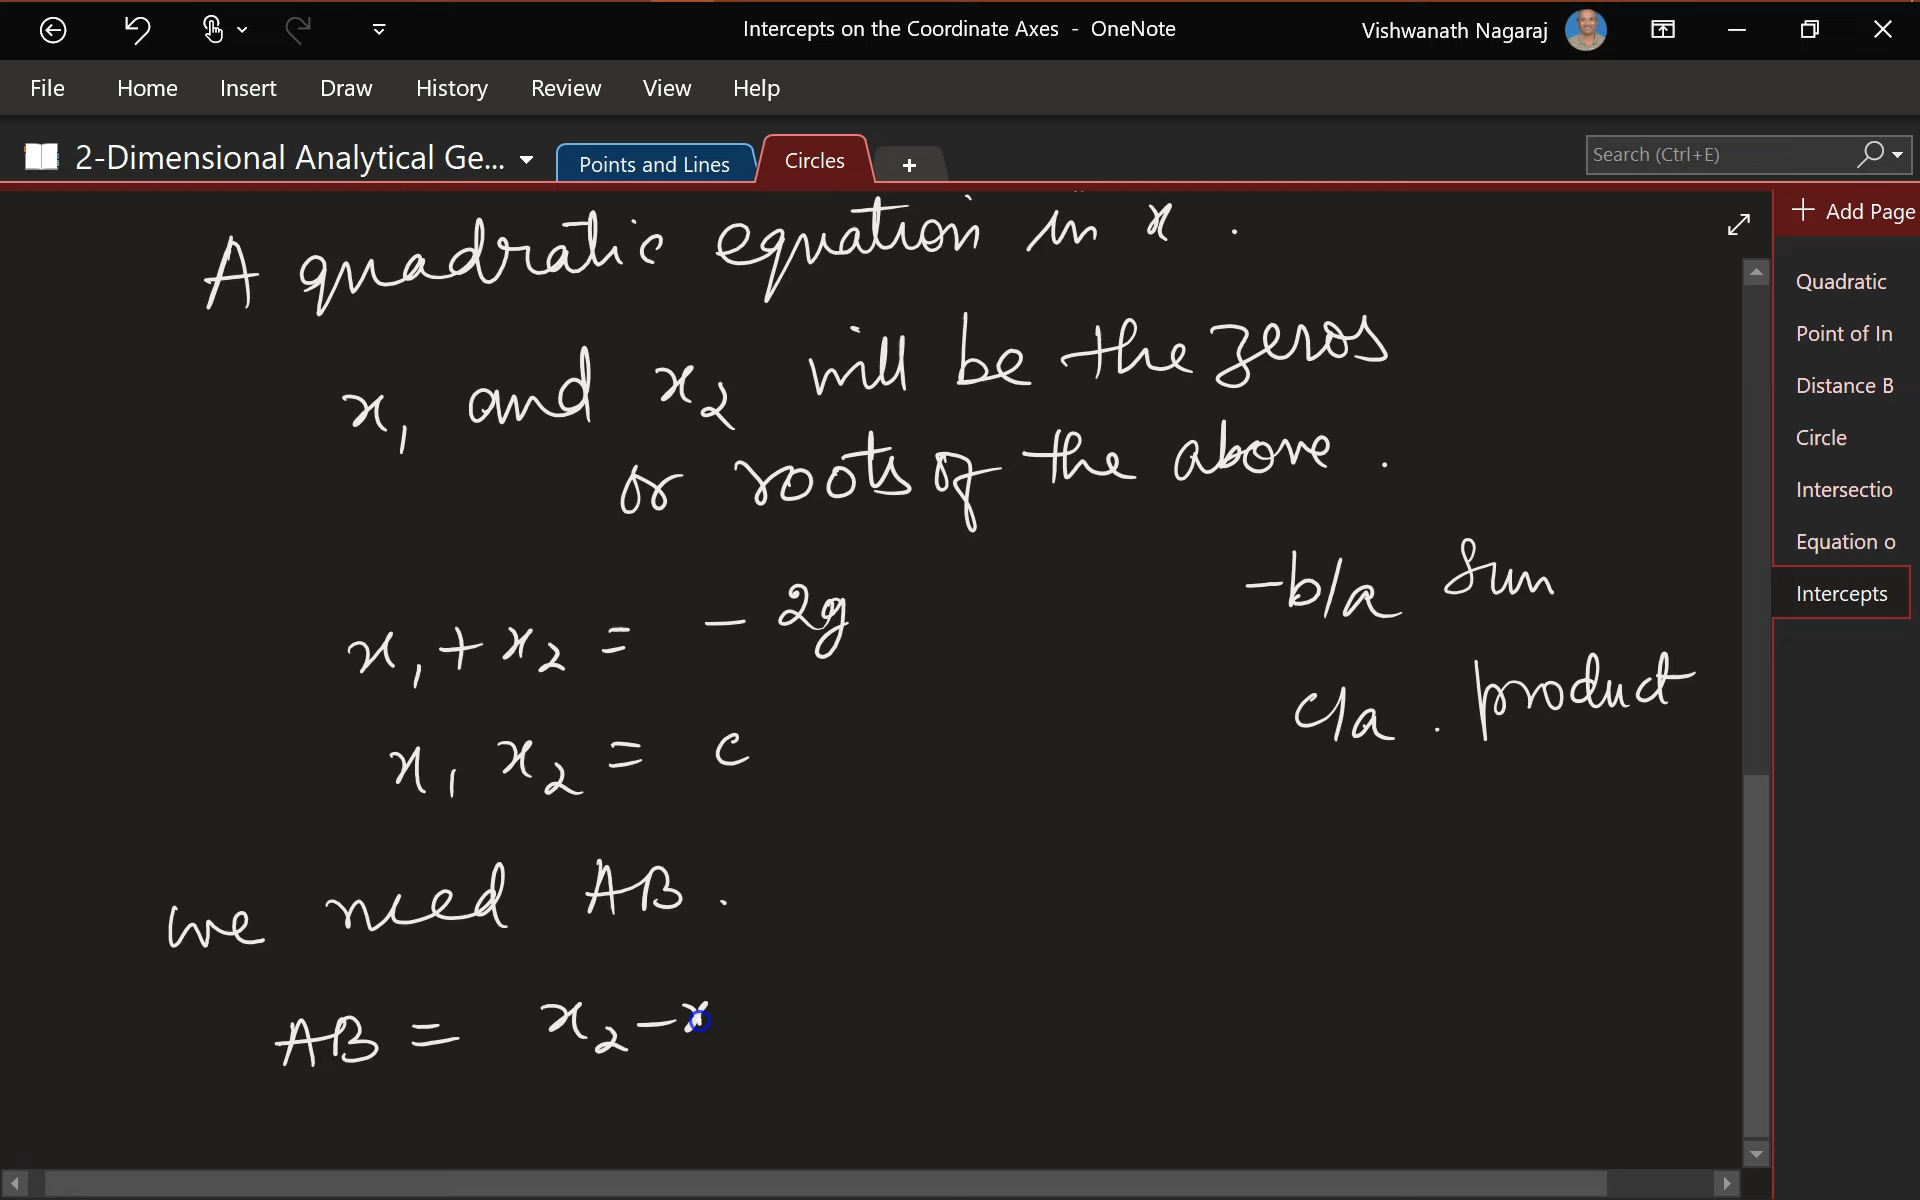 Intercepts on the Coordinate Axes - OneNote
Vishwanath Nagaraj
File Home Insert Draw History Review View Help
2-Dimensional Analytical Ge...
Points and Lines
Circles
+
Search (Ctrl+E)
+ Add Page
Quadratic
Point of In
Distance B
Circle
Intersectio
Equation o
Intercepts
A quadratic equation in x .
x₁ and x₂ will be the zeros
or roots of the above .
x₁ + x₂ = - 2g
-b/a Sum
x₁ x₂ = c
c/a . product
we need AB .
AB = x₂ - x